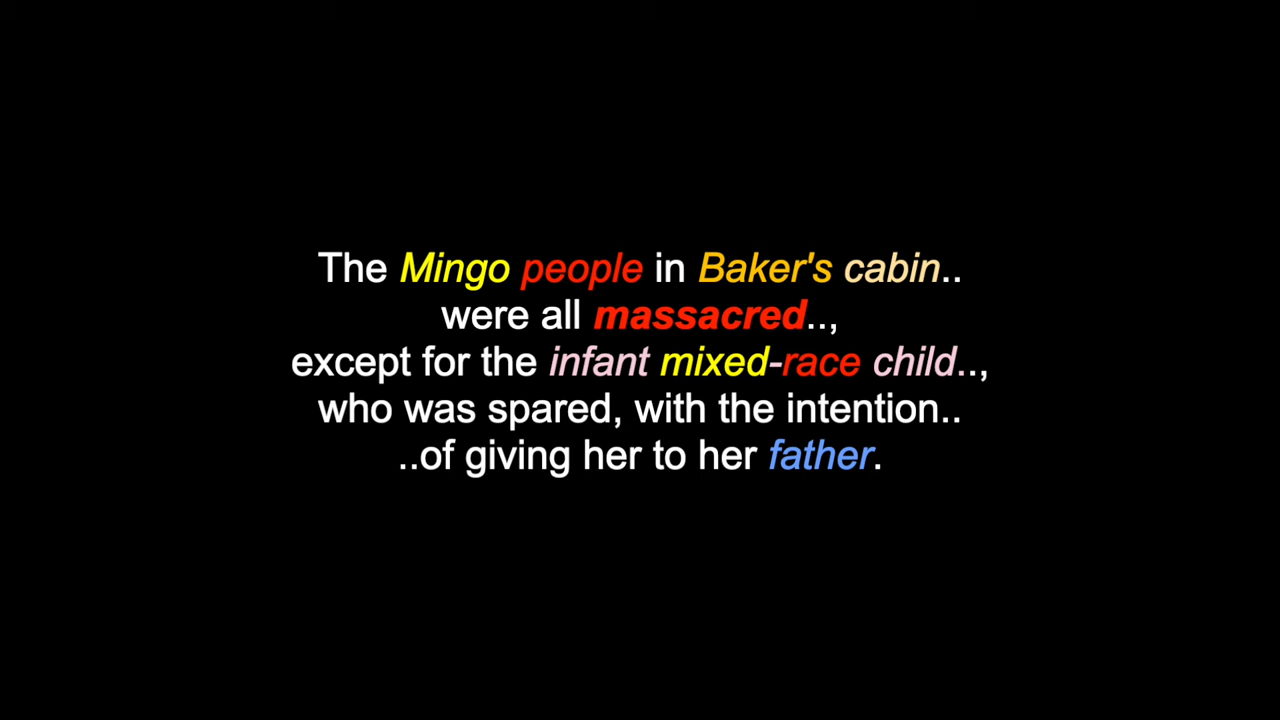 The Mingo people in Baker's cabin..
were all massacred..,
except for the infant mixed-race child..,
who was spared, with the intention..
..of giving her to her father.